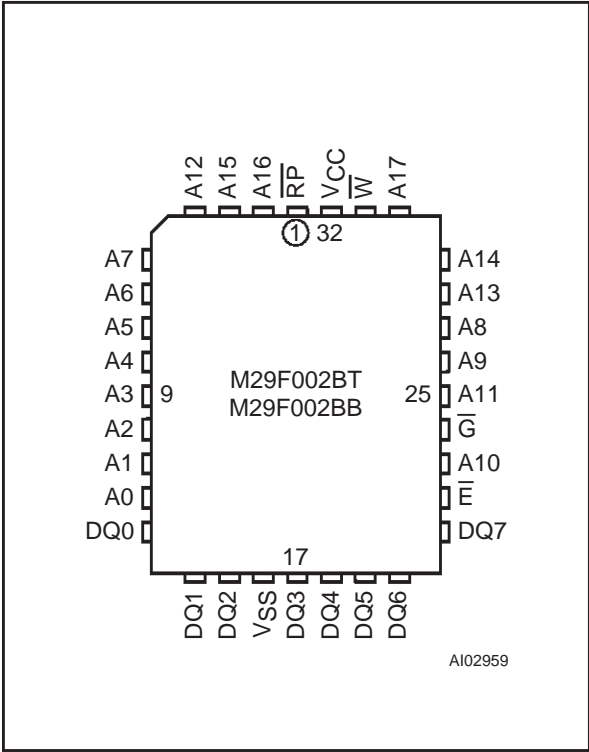 A12
A15
A16
R̅P̅
VCC
W̅
A17
1 32
A7
A14
A6
A13
A5
A8
A4
A9
A3 9
M29F002BT
M29F002BB
25 A11
A2
G̅
A1
A10
A0
E̅
DQ0
DQ7
17
DQ1
DQ2
VSS
DQ3
DQ4
DQ5
DQ6
AI02959